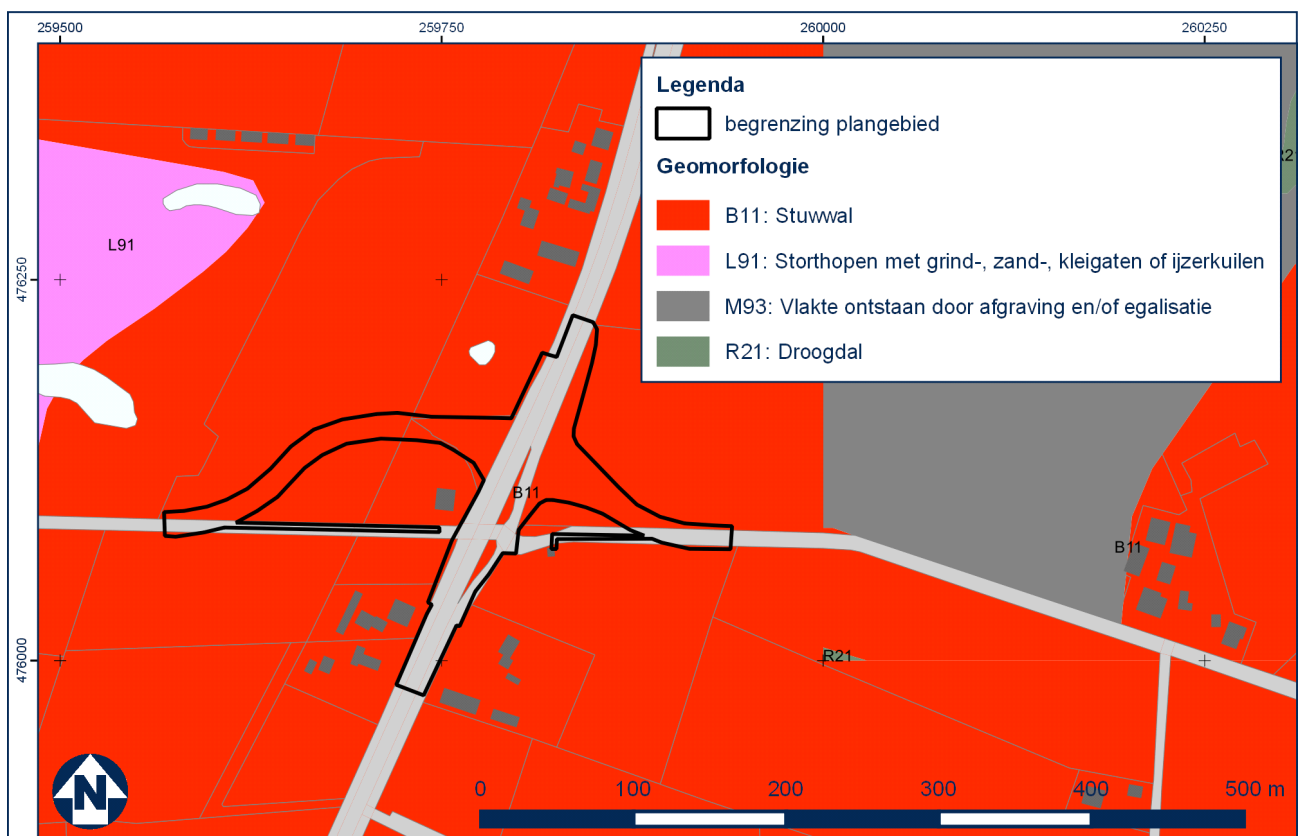 259500
259750
260000
260250
Legenda
begrenzing plangebied
Geomorfologie
B11: Stuwwal
L91: Storthopen met grind-, zand-, kleigaten of ijzerkuilen
M93: Vlakte ontstaan door afgraving en/of egalisatie
R21: Droogdal
R21
L91
476250
B11
B11
476000
R21
N
0 100 200 300 400 500 m